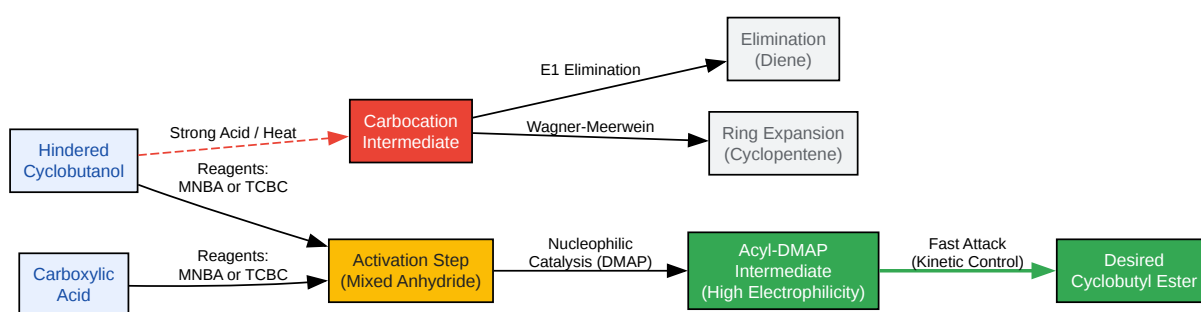 Elimination
(Diene)
E1 Elimination
Carbocation
Intermediate
Strong Acid / Heat
Wagner-Meerwein
Ring Expansion
(Cyclopentene)
Hindered
Cyclobutanol
Reagents:
MNBA or TCBC
Carboxylic
Acid
Reagents:
MNBA or TCBC
Activation Step
(Mixed Anhydride)
Nucleophilic
Catalysis (DMAP)
Acyl-DMAP
Intermediate
(High Electrophilicity)
Fast Attack
(Kinetic Control)
Desired
Cyclobutyl Ester